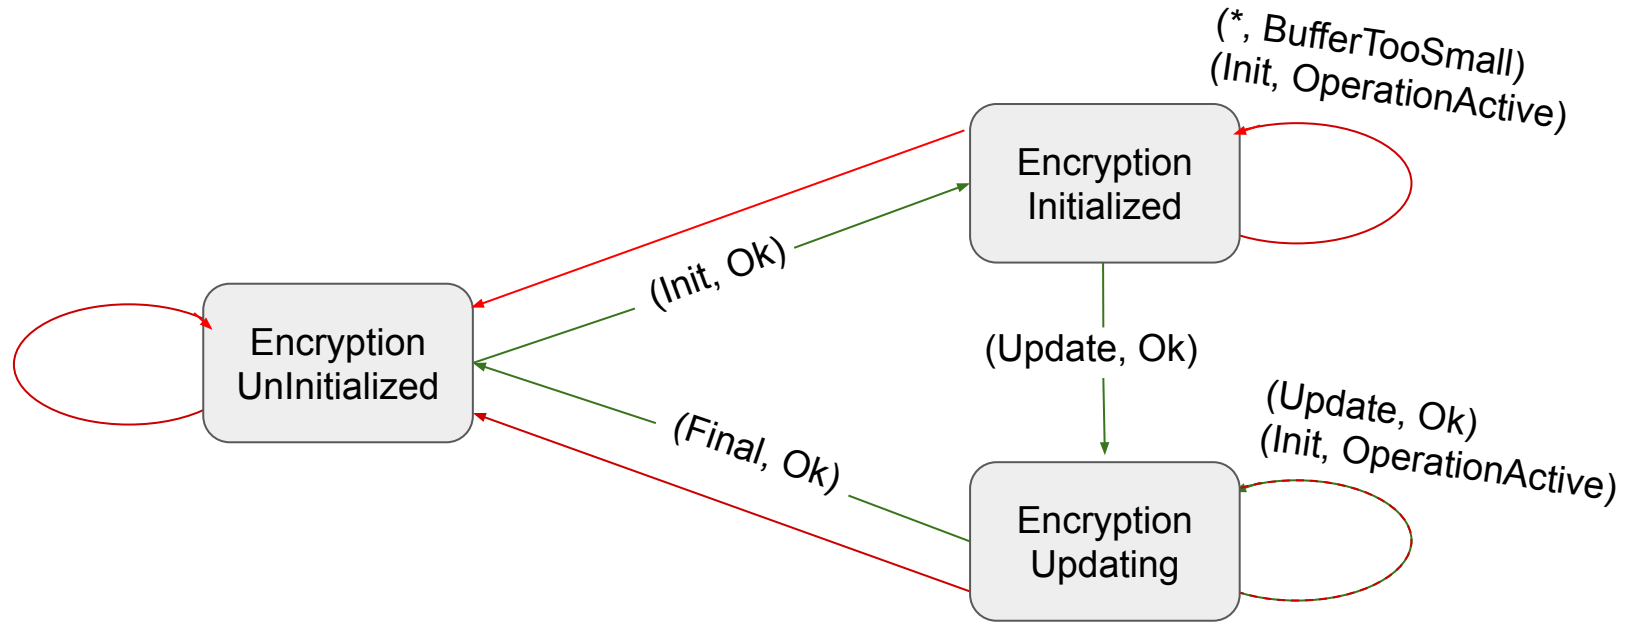 (*, BufferTooSmall)
(Init, OperationActive)
Encryption
Initialized
(Init, Ok)
Encryption
UnInitialized
(Update, Ok)
(Final, Ok)
(Update, Ok)
(Init, OperationActive)
Encryption
Updating